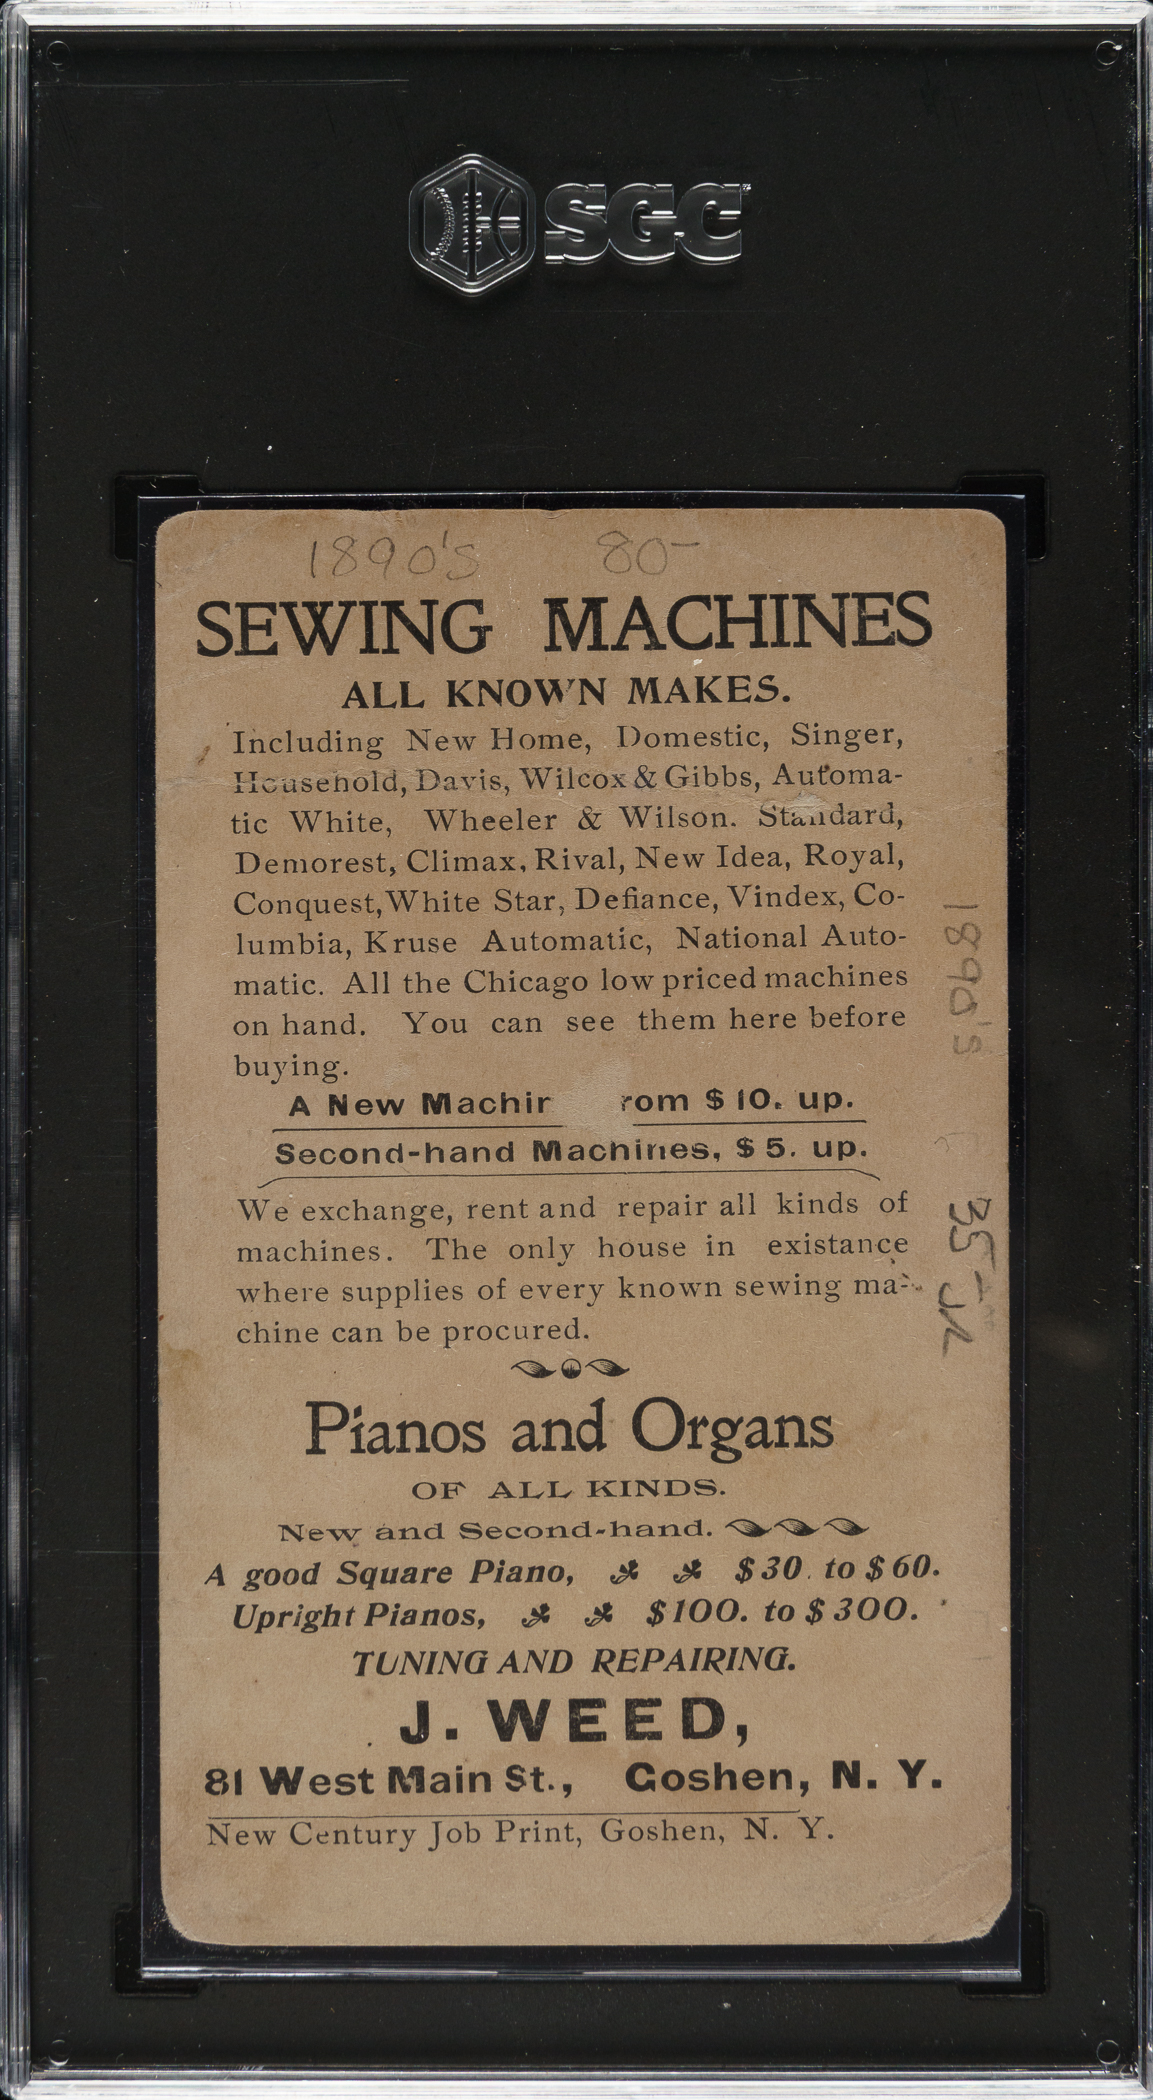 SGC
1890's 80-
SEWING MACHINES
ALL KNOWN MAKES.
Including New Home, Domestic, Singer,
Household, Davis, Wilcox & Gibbs, Automa-
tic White, Wheeler & Wilson. Standard,
Demorest, Climax, Rival, New Idea, Royal,
Conquest, White Star, Defiance, Vindex, Co-
lumbia, Kruse Automatic, National Auto-
matic. All the Chicago low priced machines
on hand. You can see them here before
buying.
A New Machin rom $10. up.
Second-hand Machines, $5. up.
We exchange, rent and repair all kinds of
machines. The only house in existance
where supplies of every known sewing ma-
chine can be procured.
Pianos and Organs
OF ALL KINDS.
New and Second-hand.
A good Square Piano, $30. to $60.
Upright Pianos, $100. to $300.
TUNING AND REPAIRING.
J. WEED,
81 West Main St., Goshen, N. Y.
New Century Job Print, Goshen, N. Y.
1890's
35-